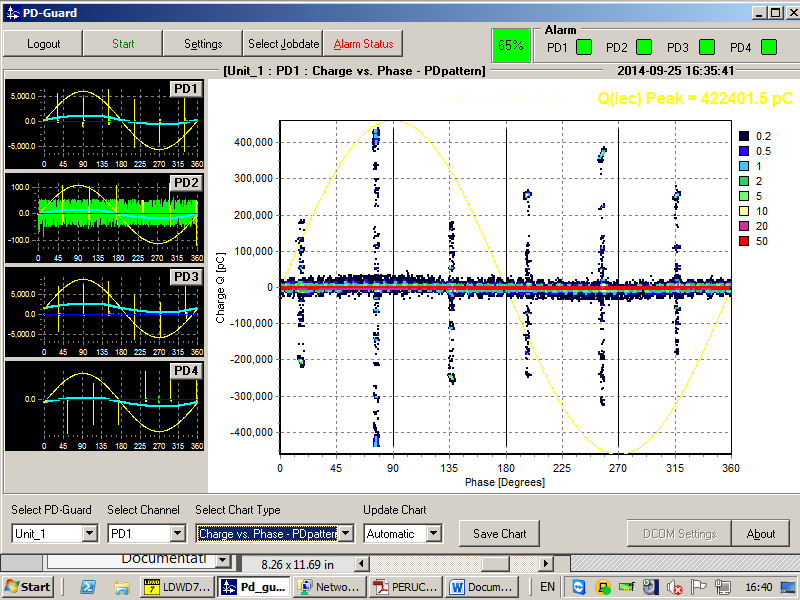 PD-Guard
Logout
Start
Settings
Select Jobdate
Alarm Status
65%
Alarm
PD1
PD2
PD3
PD4
[Unit_1 : PD1 : Charge vs. Phase - PDpattern]
2014-09-25 16:35:41
PD1
5,000.0
0.0
-5,000.0
0 45 90 135 180 225 270 315 360
PD2
100.0
0.0
-100.0
0 45 90 135 180 225 270 315 360
PD3
5,000.0
0.0
-5,000.0
0 45 90 135 180 225 270 315 360
PD4
0.0
0 45 90 135 180 225 270 315 360
Q(iec) Peak = 422401.5 pC
Charge Q [pC]
400,000
300,000
200,000
100,000
0
-100,000
-200,000
-300,000
-400,000
0 45 90 135 180 225 270 315 360
Phase [Degrees]
0.2
0.5
1
2
5
10
20
50
Select PD-Guard
Select Channel
Select Chart Type
Update Chart
Unit_1
PD1
Charge vs. Phase - PDpattern
Automatic
Save Chart
DCOM Settings
About
Documentati
8.26 x 11.69 in
Start
LDWD7...
Pd_gu...
Netwo...
PERUC...
Docum...
EN
16:40